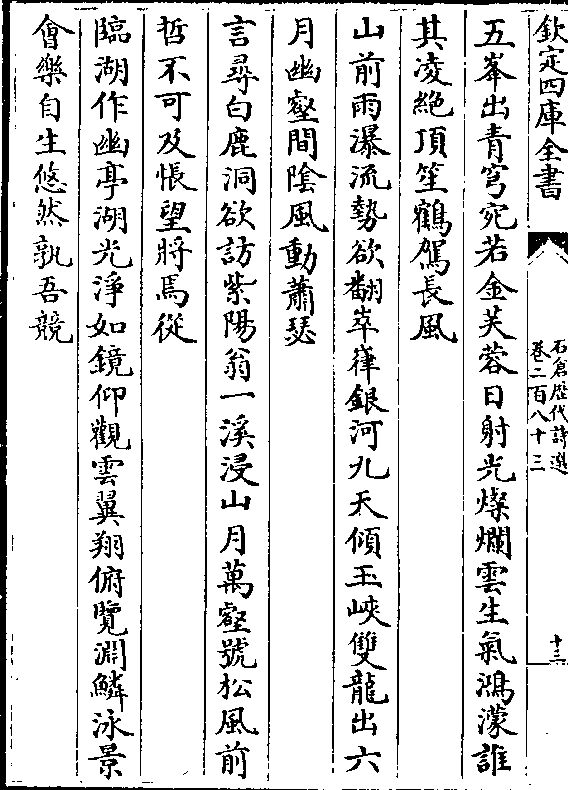 欽定四庫全書
石倉歷代詩選
卷二百八十三
十三
五峯出青穹宛若金芙蓉日射光燦爛雲生氣鴻濛誰
其凌絕頂笙鶴駕長風
山前雨瀑流勢欲翻崒嵂銀河九天傾玉峽雙龍出六
月幽壑間陰風動蕭瑟
言尋白鹿洞欲訪紫陽翁一溪浸山月萬壑號松風前
哲不可及悵望將焉從
臨湖作幽亭湖光淨如鏡仰觀雲翼翔俯覽淵鱗泳景
會樂自生悠然孰吾競